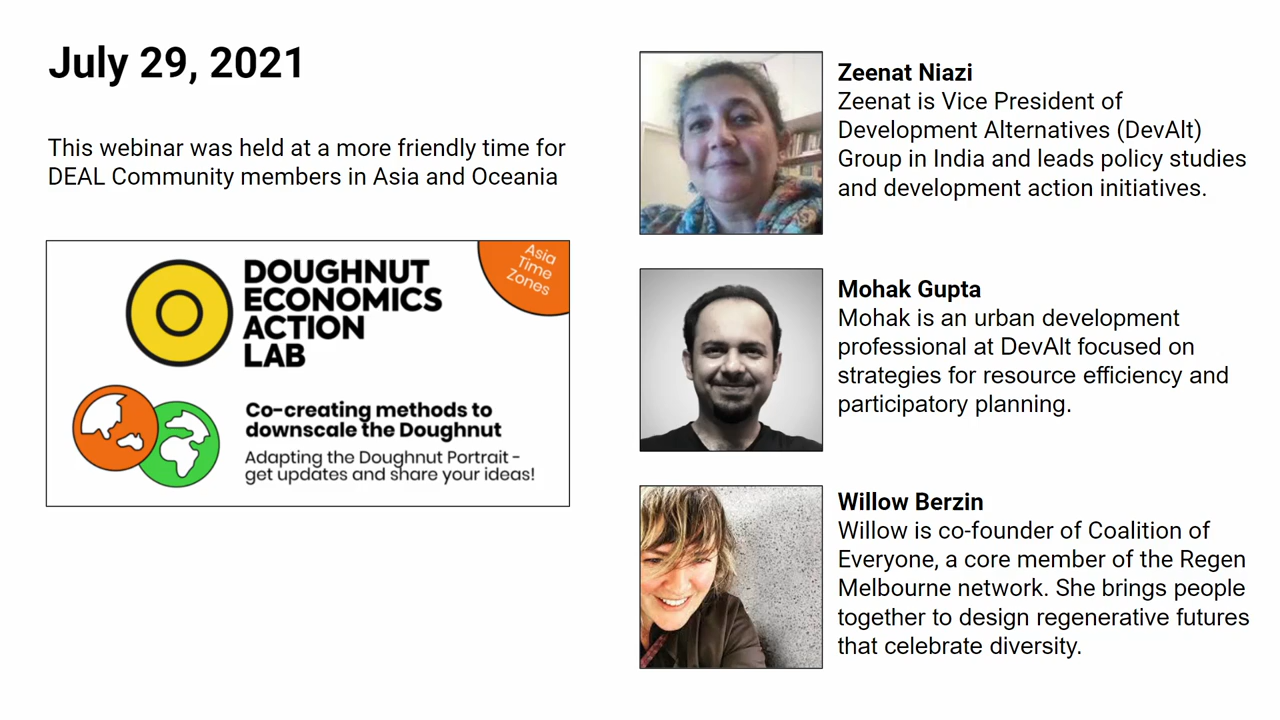 July 29, 2021
This webinar was held at a more friendly time for
DEAL Community members in Asia and Oceania
Asia
Time
Zones
DOUGHNUT
ECONOMICS
ACTION
LAB
Co-creating methods to
downscale the Doughnut
Adapting the Doughnut Portrait -
get updates and share your ideas!
Zeenat Niazi
Zeenat is Vice President of
Development Alternatives (DevAlt)
Group in India and leads policy studies
and development action initiatives.
Mohak Gupta
Mohak is an urban development
professional at DevAlt focused on
strategies for resource efficiency and
participatory planning.
Willow Berzin
Willow is co-founder of Coalition of
Everyone, a core member of the Regen
Melbourne network. She brings people
together to design regenerative futures
that celebrate diversity.